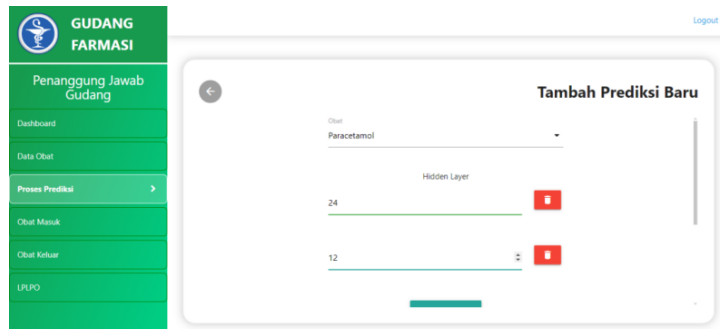 GUDANG
FARMASI
Logout
Penanggung Jawab
Gudang
Dashboard
Data Obat
Proses Prediksi
Obat Masuk
Obat Keluar
LPLPO
Tambah Prediksi Baru
Obat
Paracetamol
Hidden Layer
24
12